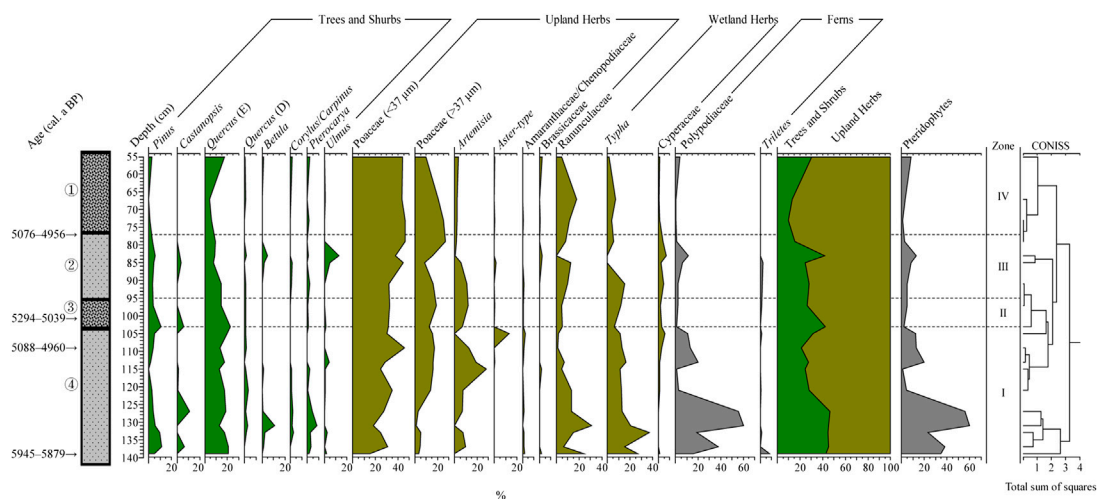 Trees and Shurbs
Upland Herbs
Wetland Herbs
Ferns
Age (cal. a BP)
Depth (cm)
Pinus
Castanopsis
Quercus (E)
Quercus (D)
Betula
Corylus/Carpinus
Pterocarya
Ulmus
Poaceae (<37 μm)
Poaceae (>37 μm)
Artemisia
Aster-type
Amaranthaceae/Chenopodiaceae
Brassicaceae
Ranunculaceae
Typha
Cyperaceae
Polypodiaceae
Triletes
Trees and Shrubs
Upland Herbs
Pteridophytes
Zone
CONISS
55
60
65
70
75
80
85
90
95
100
105
110
115
120
125
130
135
140
①
②
③
④
5076–4956
5294–5039
5088–4960
5945–5879
IV
III
II
I
20 20 20 20 20 20 20 20 40 20 40 20 20 20 40 20 40 20 40 60 20 20 40 60 80 100 20 40 60
1 2 3 4
Total sum of squares
%